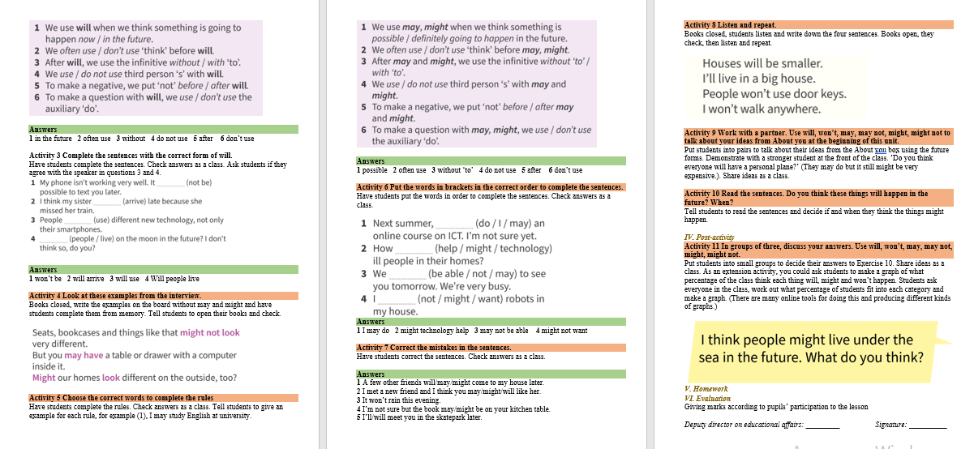 1 We use will when we think something is going to
happen now / in the future.
2 We often use / don't use 'think' before will.
3 After will, we use the infinitive without / with 'to'.
4 We use / do not use third person 's' with will.
5 To make a negative, we put 'not' before / after will.
6 To make a question with will, we use / don't use the
auxiliary 'do'.
Answers
1 in the future 2 often use 3 without 4 do not use 5 after 6 don't use
Activity 3 Complete the sentences with the correct form of will.
Have students complete the sentences. Check answers as a class. Ask students if they
agree with the speaker in questions 3 and 4.
1 My phone isn't working very well. It ______ (not be)
possible to text you later.
2 I think my sister ______ (arrive) late because she
missed her train.
3 People ______ (use) different new technology, not only
their smartphones.
4 ______ (people / live) on the moon in the future? I don't
think so, do you?
Answers
1 won't be 2 will arrive 3 will use 4 Will people live
Activity 4 Look at these examples from the interview.
Books closed, write the examples on the board without may and might and have
students complete them from memory. Tell students to open their books and check.
Seats, bookcases and things like that might not look
very different.
But you may have a table or drawer with a computer
inside it.
Might our homes look different on the outside, too?
Activity 5 Choose the correct words to complete the rules
Have students complete the rules. Check answers as a class. Tell students to give an
example for each rule, for example (1), I may study English at university.
1 We use may, might when we think something is
possible / definitely going to happen in the future.
2 We often use / don't use 'think' before may, might.
3 After may and might, we use the infinitive without 'to' /
with 'to'.
4 We use / do not use third person 's' with may and
might.
5 To make a negative, we put 'not' before / after may
and might.
6 To make a question with may, might, we use / don't use
the auxiliary 'do'.
Answers
1 possible 2 often use 3 without 'to' 4 do not use 5 after 6 don't use
Activity 6 Put the words in brackets in the correct order to complete the sentences.
Have students put the words in order to complete the sentences. Check answers as a
class.
1 Next summer, ______ (do / I / may) an
online course on ICT. I'm not sure yet.
2 How ______ (help / might / technology)
ill people in their homes?
3 We ______ (be able / not / may) to see
you tomorrow. We're very busy.
4 I ______ (not / might / want) robots in
my house.
Answers
1 I may do 2 might technology help 3 may not be able 4 might not want
Activity 7 Correct the mistakes in the sentences.
Have students correct the sentences. Check answers as a class.
Answers
1 A few other friends will/may/might come to my house later.
2 I met a new friend and I think you may/might/will like her.
3 It won't rain this evening.
4 I'm not sure but the book may/might be on your kitchen table.
5 I'll/will meet you in the skatepark later.
Activity 8 Listen and repeat.
Books closed, students listen and write down the four sentences. Books open, they
check, then listen and repeat.
Houses will be smaller.
I'll live in a big house.
People won't use door keys.
I won't walk anywhere.
Activity 9 Work with a partner. Use will, won't, may, may not, might, might not to
talk about your ideas from About you at the beginning of this unit.
Put students into pairs to talk about their ideas from the About you box using the future
forms. Demonstrate with a stronger student at the front of the class. 'Do you think
everyone will have a personal plane?' (They may do but it might be very
expensive.). Share ideas as a class.
Activity 10 Read the sentences. Do you think these things will happen in the
future? When?
Tell students to read the sentences and decide if and when they think the things might
happen.
IV. Post-activity
Activity 11 In groups of three, discuss your answers. Use will, won't, may, may not,
might, might not.
Put students into small groups to decide their answers to Exercise 10. Share ideas as a
class. As an extension activity, you could ask students to make a graph of what
percentage of the class think each thing will, might and won't happen. Students ask
everyone in the class, work out what percentage of students fit into each category and
make a graph. (There are many online tools for doing this and producing different kinds
of graphs.)
I think people might live under the
sea in the future. What do you think?
V. Homework
VI. Evaluation
Giving marks according to pupils' participation to the lesson
Deputy director on educational affairs: ________ Signature: ________